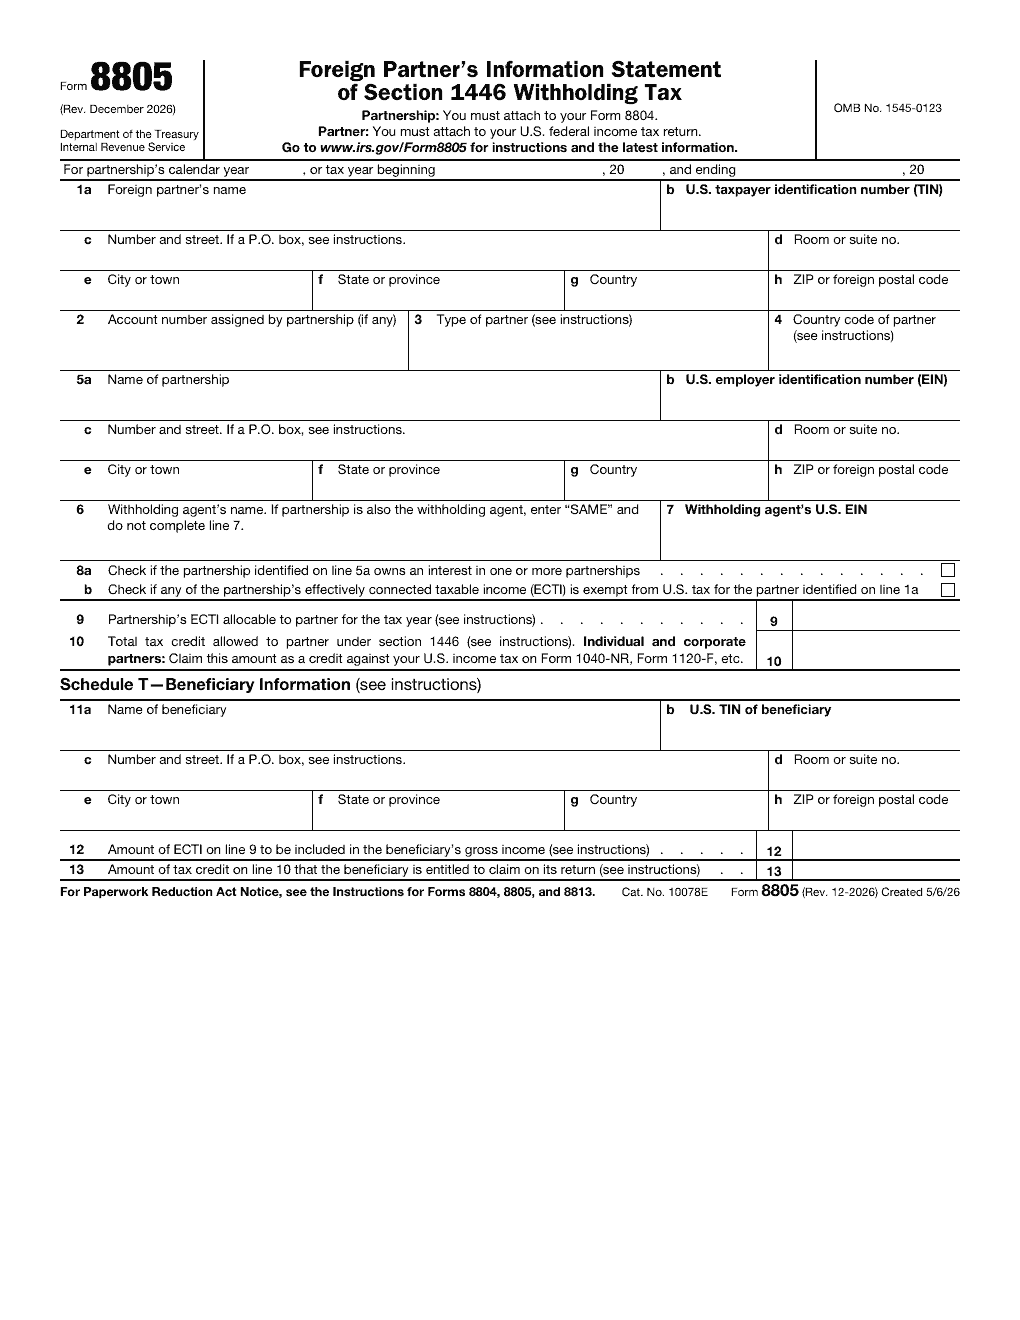 Form 8805
(Rev. December 2026)
Department of the Treasury
Internal Revenue Service
Foreign Partner's Information Statement
of Section 1446 Withholding Tax
Partnership: You must attach to your Form 8804.
Partner: You must attach to your U.S. federal income tax return.
Go to www.irs.gov/Form8805 for instructions and the latest information.
OMB No. 1545-0123
For partnership's calendar year , or tax year beginning , 20 , and ending , 20
1a Foreign partner's name
b U.S. taxpayer identification number (TIN)
c Number and street. If a P.O. box, see instructions.
d Room or suite no.
e City or town
f State or province
g Country
h ZIP or foreign postal code
2 Account number assigned by partnership (if any)
3 Type of partner (see instructions)
4 Country code of partner
(see instructions)
5a Name of partnership
b U.S. employer identification number (EIN)
c Number and street. If a P.O. box, see instructions.
d Room or suite no.
e City or town
f State or province
g Country
h ZIP or foreign postal code
6 Withholding agent's name. If partnership is also the withholding agent, enter “SAME” and
do not complete line 7.
7 Withholding agent's U.S. EIN
8a Check if the partnership identified on line 5a owns an interest in one or more partnerships . . . . . . . . . . . . . .
b Check if any of the partnership's effectively connected taxable income (ECTI) is exempt from U.S. tax for the partner identified on line 1a
9 Partnership's ECTI allocable to partner for the tax year (see instructions) . . . . . . . . . . . 9
10 Total tax credit allowed to partner under section 1446 (see instructions). Individual and corporate
partners: Claim this amount as a credit against your U.S. income tax on Form 1040-NR, Form 1120-F, etc. 10
Schedule T—Beneficiary Information (see instructions)
11a Name of beneficiary
b U.S. TIN of beneficiary
c Number and street. If a P.O. box, see instructions.
d Room or suite no.
e City or town
f State or province
g Country
h ZIP or foreign postal code
12 Amount of ECTI on line 9 to be included in the beneficiary's gross income (see instructions) . . . . . 12
13 Amount of tax credit on line 10 that the beneficiary is entitled to claim on its return (see instructions) . . 13
For Paperwork Reduction Act Notice, see the Instructions for Forms 8804, 8805, and 8813. Cat. No. 10078E Form 8805 (Rev. 12-2026) Created 5/6/26